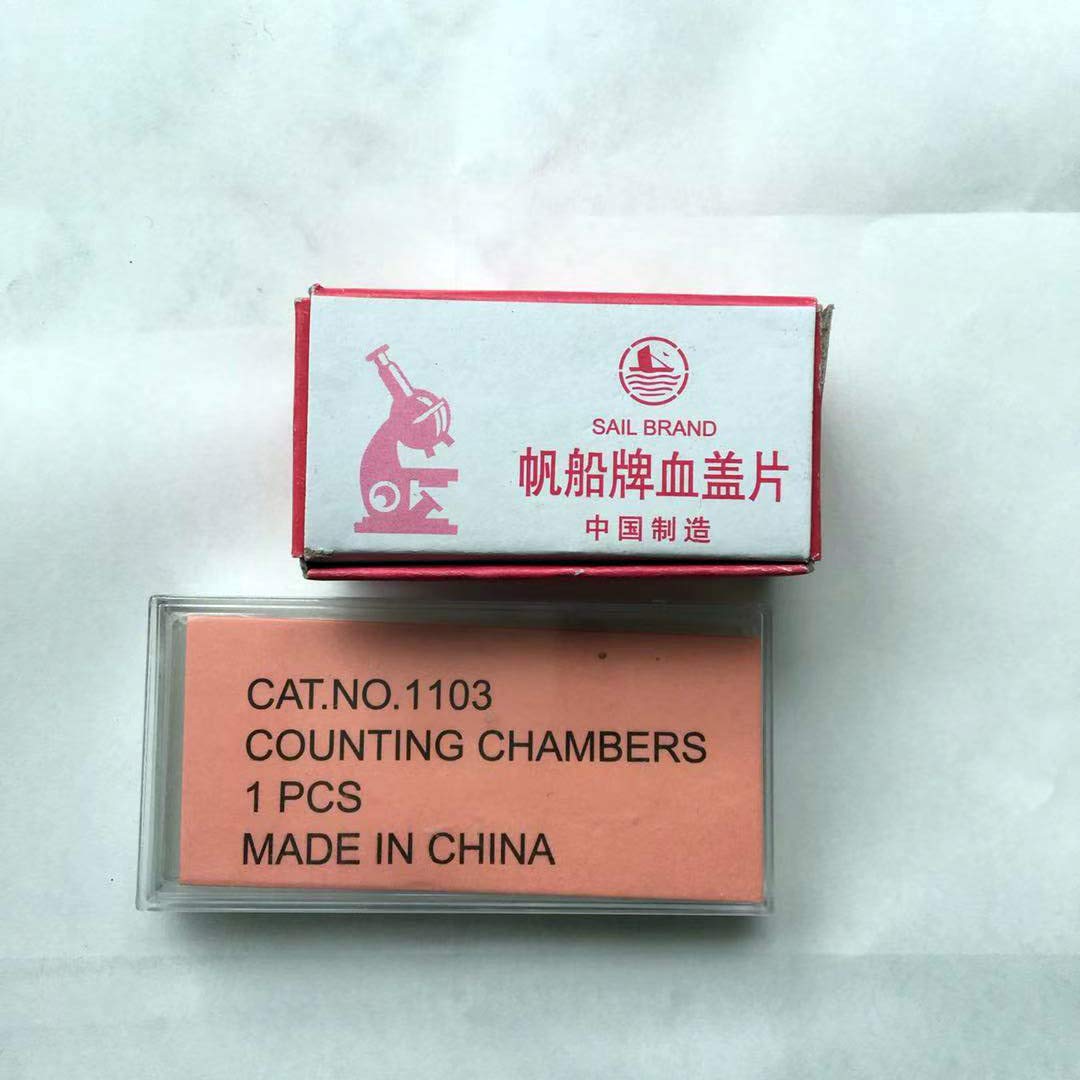 SAIL BRAND
帆船牌血盖片
中国制造
CAT.NO.1103
COUNTING CHAMBERS
1 PCS
MADE IN CHINA